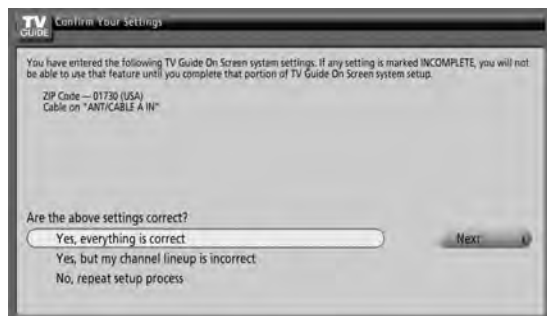 TV
GUIDE
Confirm Your Settings
You have entered the following TV Guide On Screen system settings. If any setting is marked INCOMPLETE, you will not
be able to use that feature until you complete that portion of TV Guide On Screen system setup.
ZIP Code — 01730 (USA)
Cable on "ANT/CABLE A IN"
Are the above settings correct?
Yes, everything is correct
Next
Yes, but my channel lineup is incorrect
No, repeat setup process